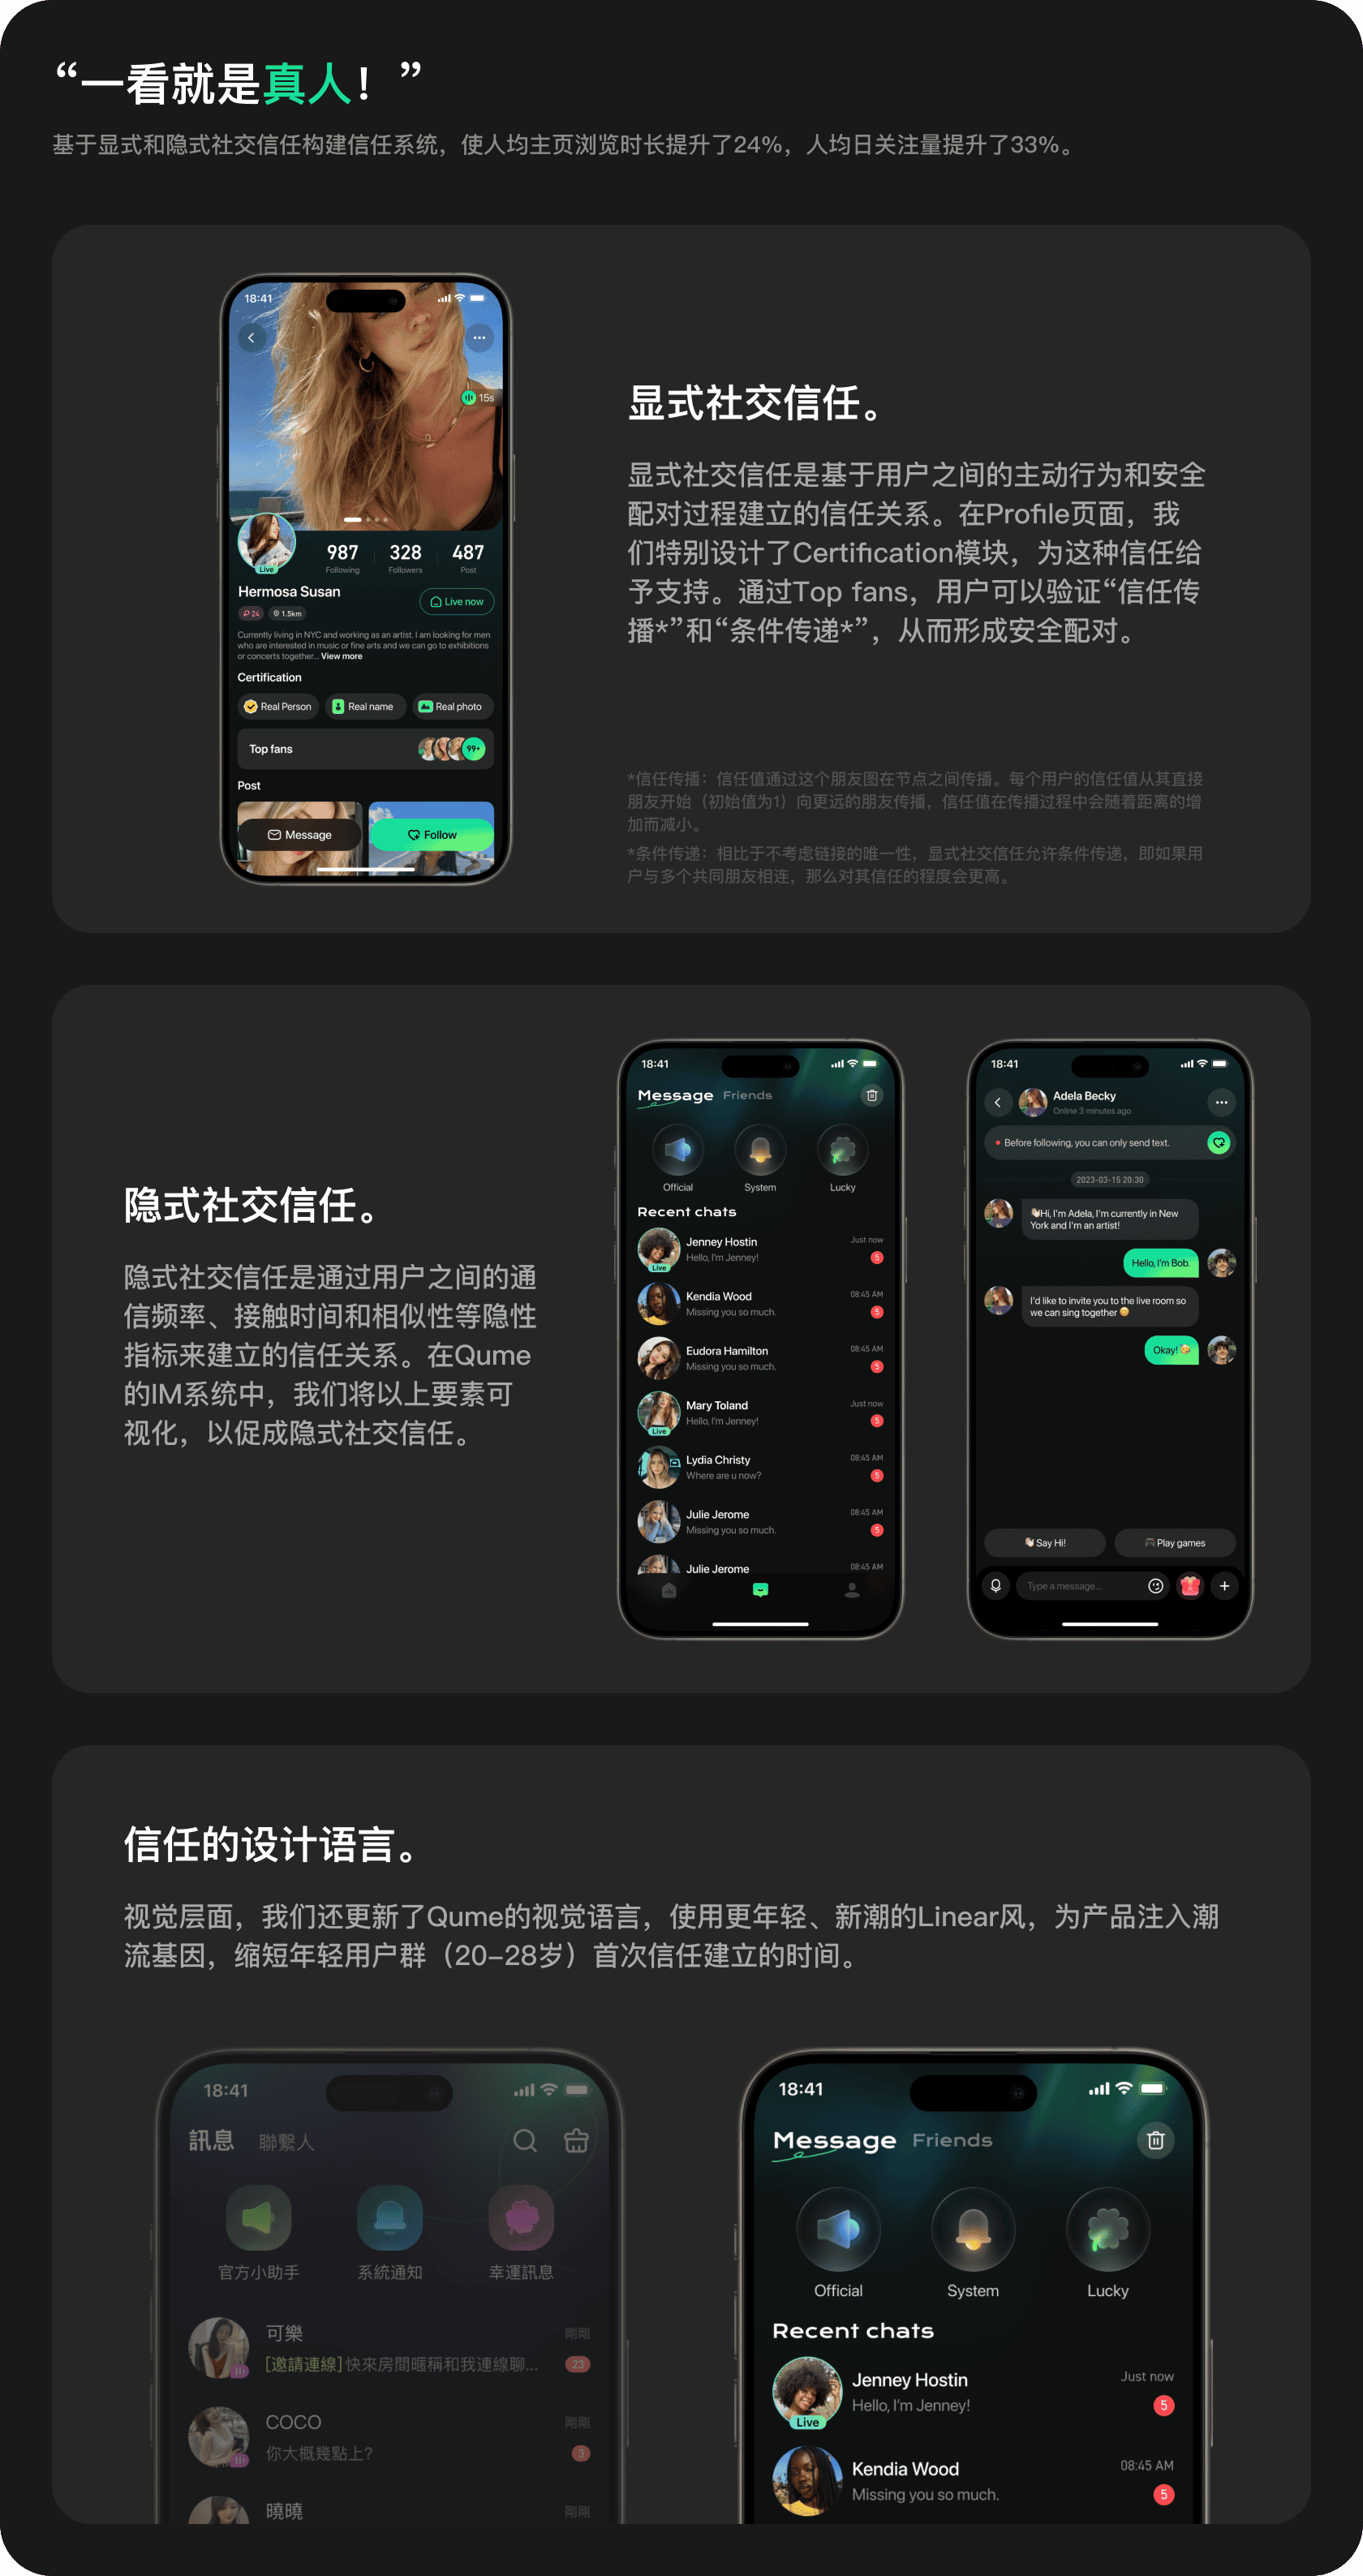 “一看就是真人！”
基于显式和隐式社交信任构建信任系统，使人均主页浏览时长提升了24%，人均日关注量提升了33%。
18:41
15s
Live
987
328
487
Following
Followers
Post
Hermosa Susan
Live now
24
1.5km
Currently living in NYC and working as an artist. I am looking for men
who are interested in music or fine arts and we can go to exhibitions
or concerts together... View more
Certification
Real Person
Real name
Real photo
Top fans
99+
Post
Message
Follow
显式社交信任。
显式社交信任是基于用户之间的主动行为和安全
配对过程建立的信任关系。在Profile页面，我
们特别设计了Certification模块，为这种信任给
予支持。通过Top fans，用户可以验证“信任传
播*”和“条件传递*”，从而形成安全配对。
*信任传播：信任值通过这个朋友图在节点之间传播。每个用户的信任值从其直接
朋友开始（初始值为1）向更远的朋友传播，信任值在传播过程中会随着距离的增
加而减小。
*条件传递：相比于不考虑链接的唯一性，显式社交信任允许条件传递，即如果用
户与多个共同朋友相连，那么对其信任的程度会更高。
隐式社交信任。
隐式社交信任是通过用户之间的通
信频率、接触时间和相似性等隐性
指标来建立的信任关系。在Qume
的IM系统中，我们将以上要素可
视化，以促成隐式社交信任。
18:41
Message Friends
Official
System
Lucky
Recent chats
Jenney Hostin
Just now
Hello, I'm Jenney!
5
Live
Kendia Wood
08:45 AM
Missing you so much.
5
Eudora Hamilton
08:45 AM
Missing you so much.
5
Mary Toland
Just now
Hello, I'm Jenney!
5
Live
Lydia Christy
08:45 AM
Where are u now?
5
Julie Jerome
08:45 AM
Missing you so much.
5
Julie Jerome
08:45 AM
18:41
Adela Becky
Online 3 minutes ago
Before following, you can only send text.
2023-03-15 20:30
👋🏻Hi, I'm Adela, I'm currently in New
York and I'm an artist!
Hello, I'm Bob.
I'd like to invite you to the live room so
we can sing together 😊
Okay! 🥳
👋🏻 Say Hi!
🎮 Play games
Type a message...
信任的设计语言。
视觉层面，我们还更新了Qume的视觉语言，使用更年轻、新潮的Linear风，为产品注入潮
流基因，缩短年轻用户群（20-28岁）首次信任建立的时间。
18:41
訊息 聯繫人
官方小助手
系統通知
幸運訊息
可樂
剛剛
[邀請連線]快來房間暱稱和我連線聊...
23
COCO
剛剛
你大概幾點上?
3
曉曉
剛剛
18:41
Message Friends
Official
System
Lucky
Recent chats
Jenney Hostin
Just now
Hello, I'm Jenney!
5
Live
Kendia Wood
08:45 AM
Missing you so much.
5